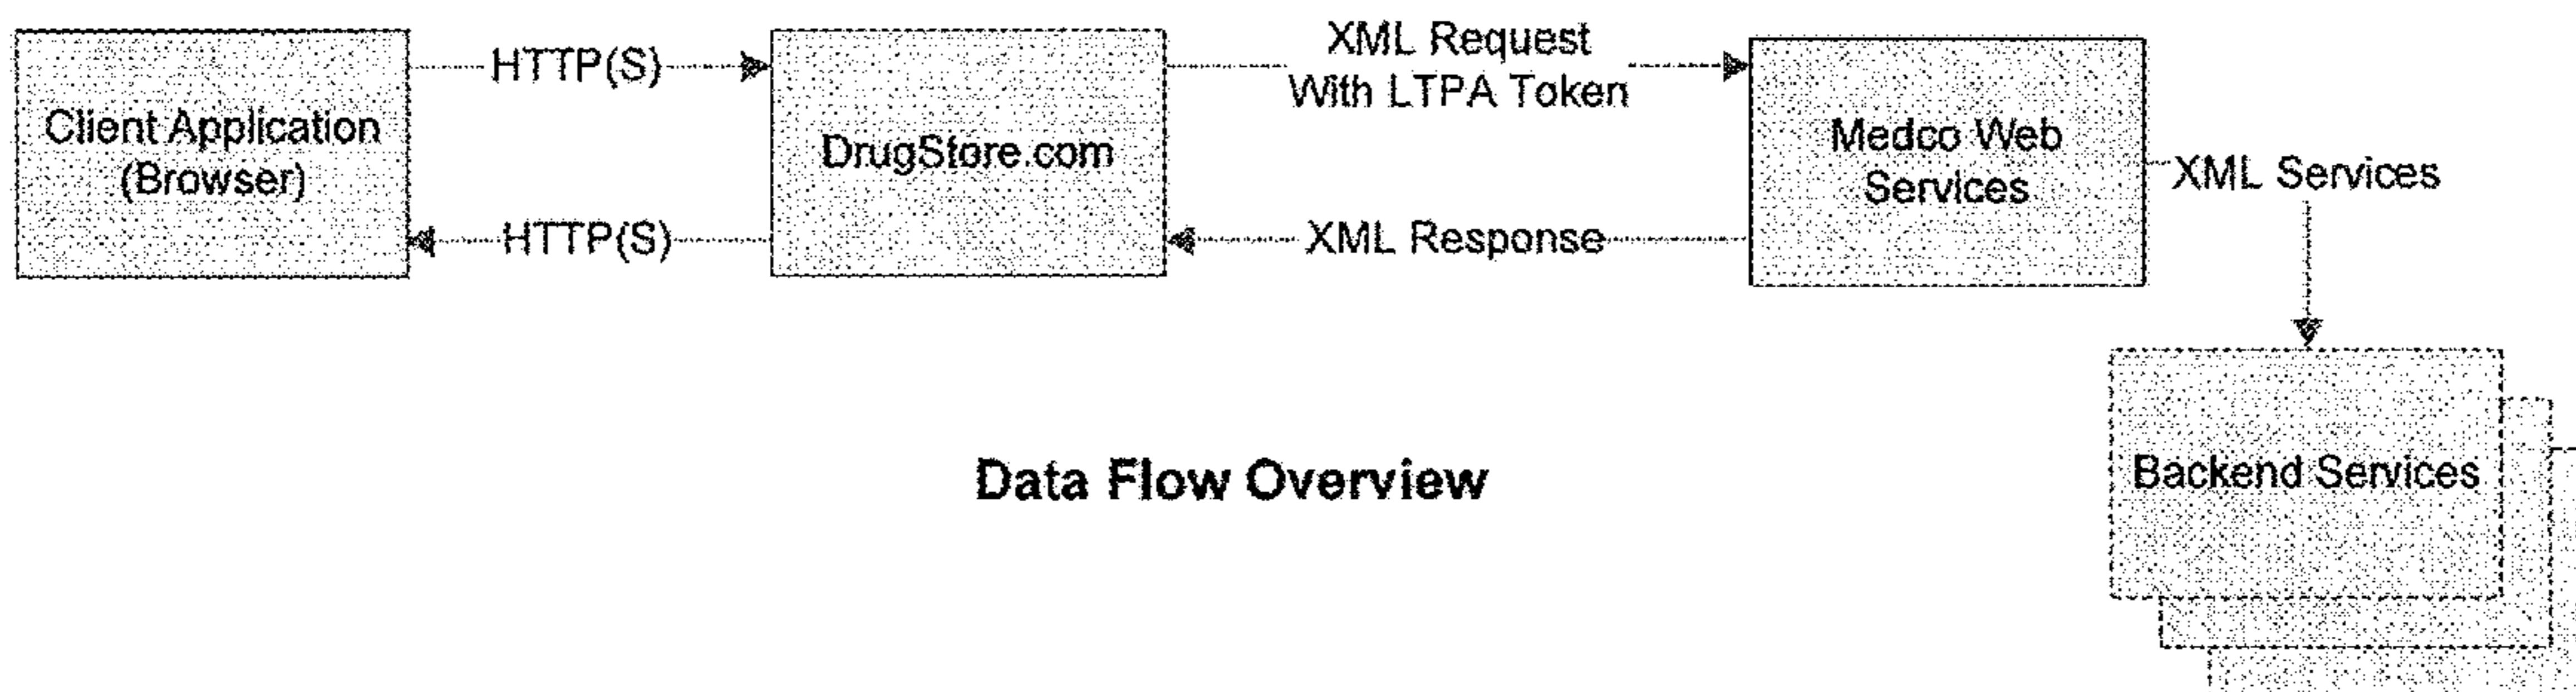 Client Application
(Browser)
HTTP(S)
HTTP(S)
DrugStore.com
XML Request
With LTPA Token
XML Response
Medco Web
Services
XML Services
Backend Services
Data Flow Overview